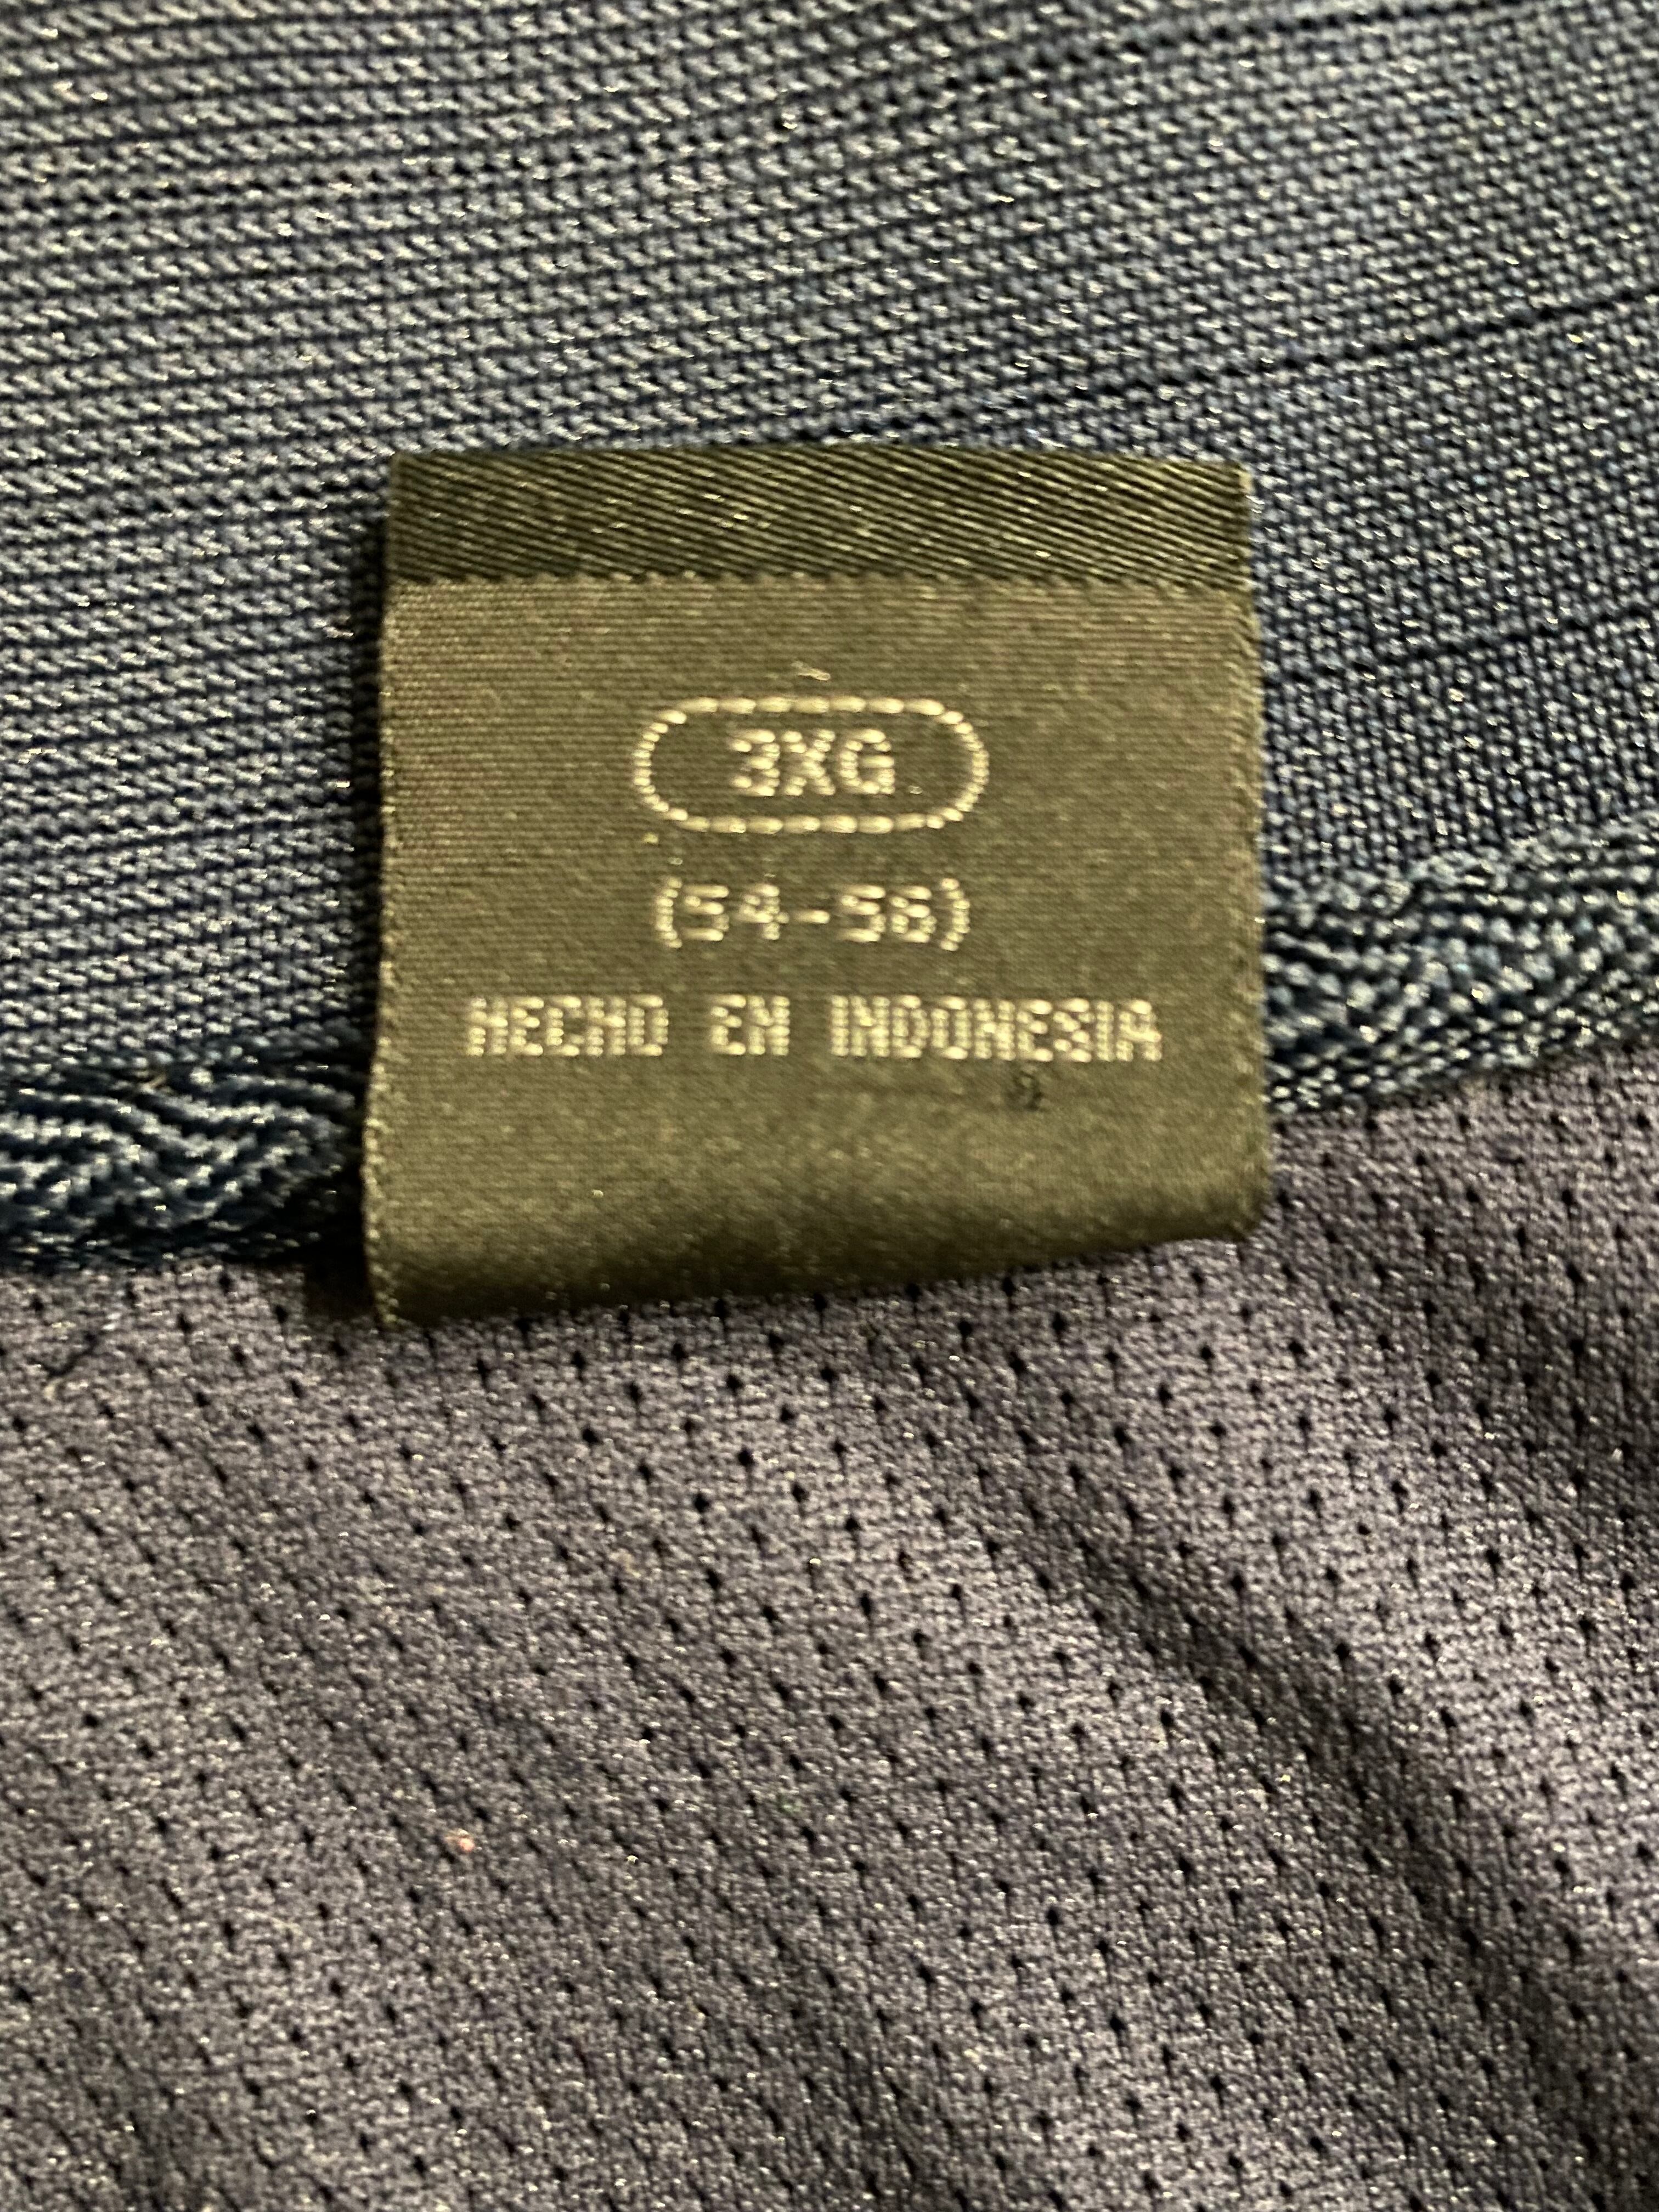 3XG
(54-56)
HECHO EN INDONESIA